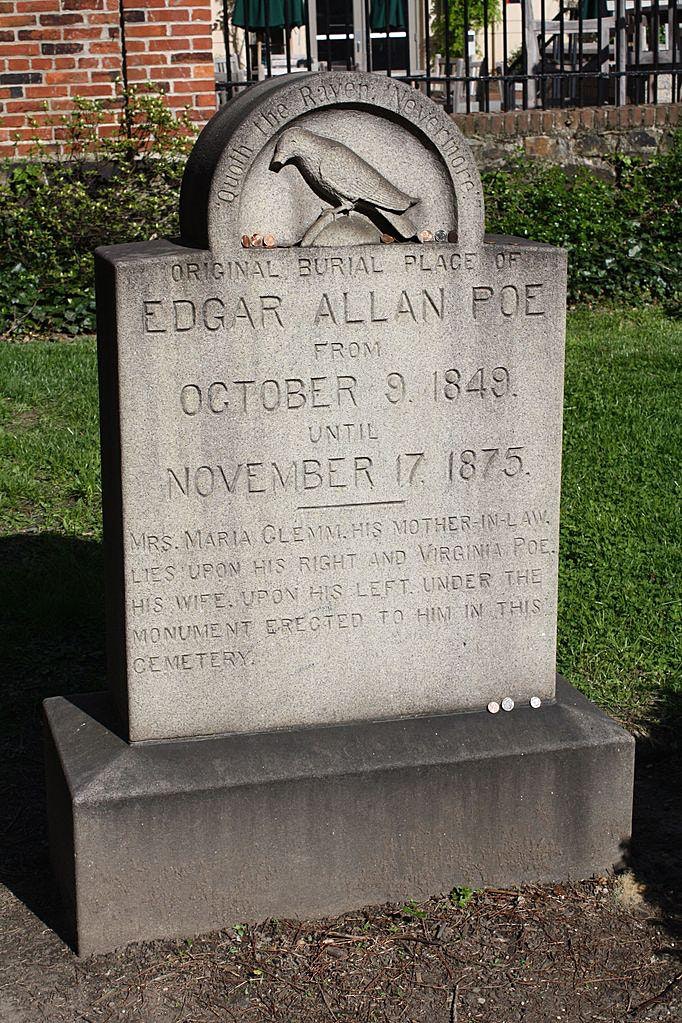 "Quoth the Raven, Nevermore."
ORIGINAL BURIAL PLACE OF
EDGAR ALLAN POE
FROM
OCTOBER 9, 1849.
UNTIL
NOVEMBER 17, 1875.
MRS. MARIA CLEMM, HIS MOTHER-IN-LAW,
LIES UPON HIS RIGHT AND VIRGINIA POE,
HIS WIFE, UPON HIS LEFT, UNDER THE
MONUMENT ERECTED TO HIM IN THIS
CEMETERY.